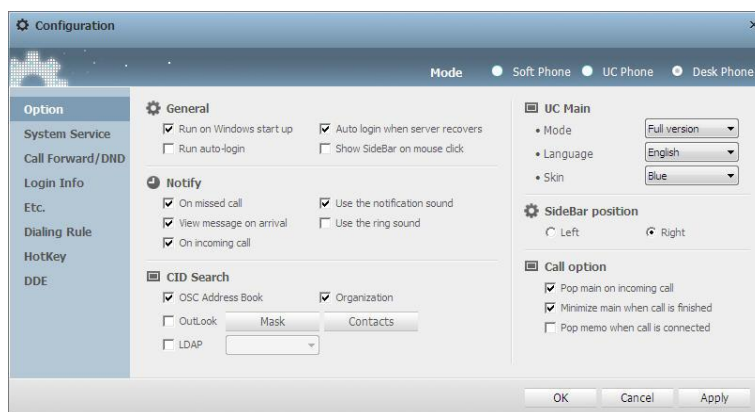 Configuration
Mode Soft Phone UC Phone Desk Phone
Option
System Service
Call Forward/DND
Login Info
Etc.
Dialing Rule
HotKey
DDE
General
Run on Windows start up Auto login when server recovers
Run auto-login Show SideBar on mouse click
Notify
On missed call Use the notification sound
View message on arrival Use the ring sound
On incoming call
CID Search
OSC Address Book Organization
OutLook Mask Contacts
LDAP
UC Main
• Mode Full version
• Language English
• Skin Blue
SideBar position
Left Right
Call option
Pop main on incoming call
Minimize main when call is finished
Pop memo when call is connected
OK Cancel Apply